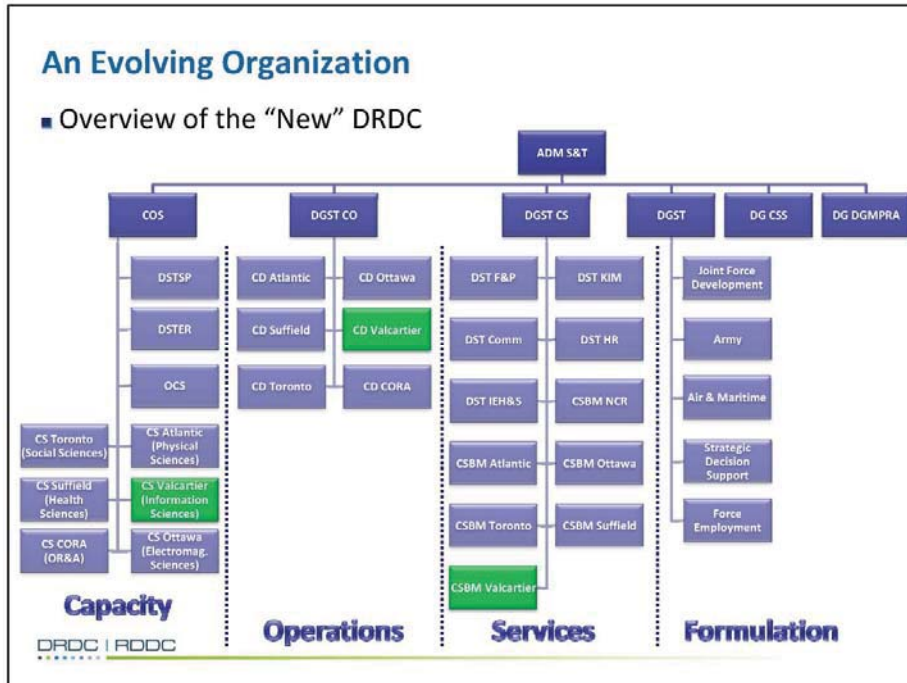 An Evolving Organization
Overview of the “New” DRDC
ADM S&T
COS
DGST CO
DGST CS
DGST
DG CSS
DG DGMPRA
DSTSP
DSTER
OCS
CS Toronto
(Social Sciences)
CS Atlantic
(Physical
Sciences)
CS Suffield
(Health
Sciences)
CS Valcartier
(Information
Sciences)
CS CORA
(OR&A)
CS Ottawa
(Electromag.
Sciences)
Capacity
CD Atlantic
CD Ottawa
CD Suffield
CD Valcartier
CD Toronto
CD CORA
Operations
DST F&P
DST KIM
DST Comm
DST HR
DST IEH&S
CSBM NCR
CSBM Atlantic
CSBM Ottawa
CSBM Toronto
CSBM Suffield
CSBM Valcartier
Services
Joint Force
Development
Army
Air & Maritime
Strategic
Decision
Support
Force
Employment
Formulation
DRDC | RDDC